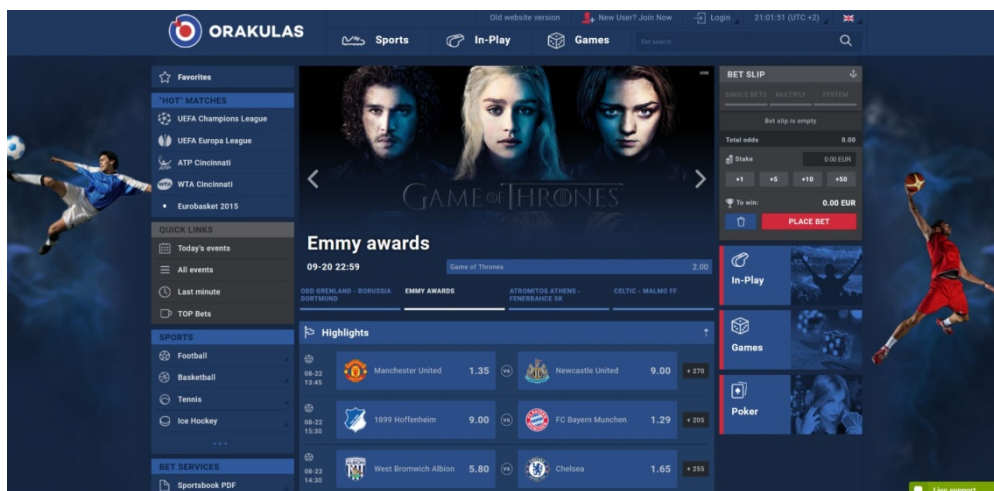 Old website version
New User? Join Now
Login
21:01:51 (UTC +2)
ORAKULAS
Sports
In-Play
Games
Bet search
Favorites
"HOT" MATCHES
UEFA Champions League
UEFA Europa League
ATP Cincinnati
WTA Cincinnati
Eurobasket 2015
QUICK LINKS
Today's events
All events
Last minute
TOP Bets
SPORTS
Football
Basketball
Tennis
Ice Hockey
BET SERVICES
Sportsbook PDF
GAME OF THRONES
Emmy awards
09-20 22:59
Game of Thrones 2.00
ODD GRENLAND - BORUSSIA
DORTMUND
EMMY AWARDS
ATROMITOS ATHENS -
FENERBAHCE SK
CELTIC - MALMO FF
Highlights
08-22
13:45
Manchester United 1.35 VS Newcastle United 9.00 + 270
08-22
15:30
1899 Hoffenheim 9.00 VS FC Bayern Munchen 1.29 + 205
08-23
14:30
West Bromwich Albion 5.80 VS Chelsea 1.65 + 255
BET SLIP
SINGLE BETS MULTIPLY SYSTEM
Bet slip is empty
Total odds 0.00
Stake 0.00 EUR
+1 +5 +10 +50
To win: 0.00 EUR
PLACE BET
In-Play
Games
Poker
Live support